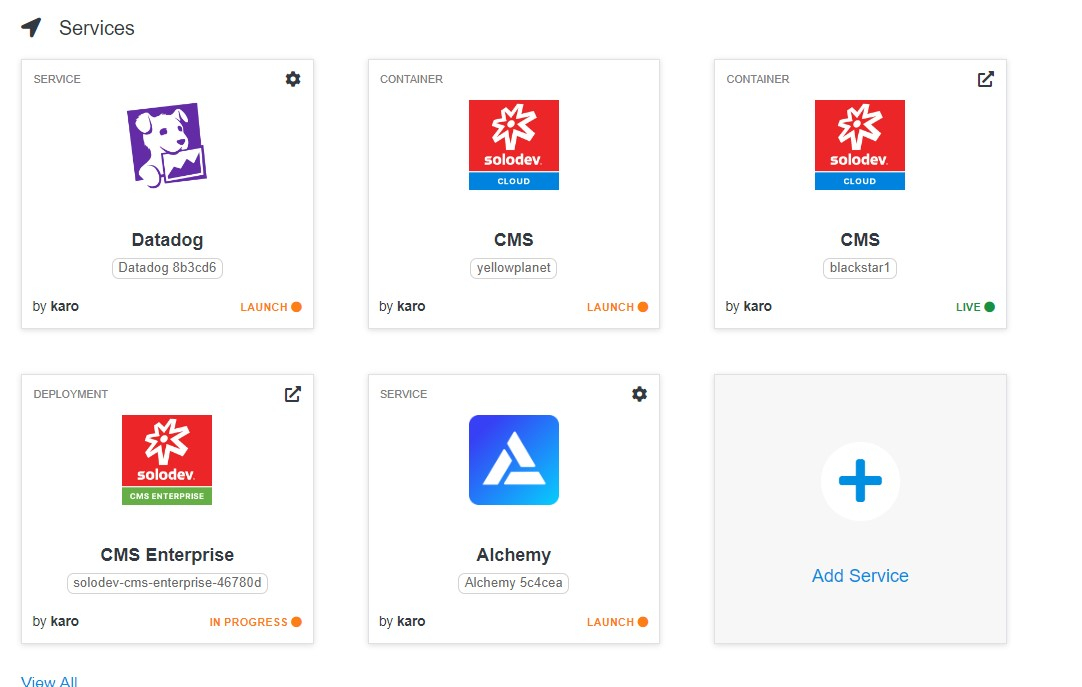 Services
SERVICE
Datadog
Datadog 8b3cd6
by karo LAUNCH
CONTAINER
solodev.
CLOUD
CMS
yellowplanet
by karo LAUNCH
CONTAINER
solodev.
CLOUD
CMS
blackstar1
by karo LIVE
DEPLOYMENT
solodev.
CMS ENTERPRISE
CMS Enterprise
solodev-cms-enterprise-46780d
by karo IN PROGRESS
SERVICE
Alchemy
Alchemy 5c4cea
by karo LAUNCH
Add Service
View All